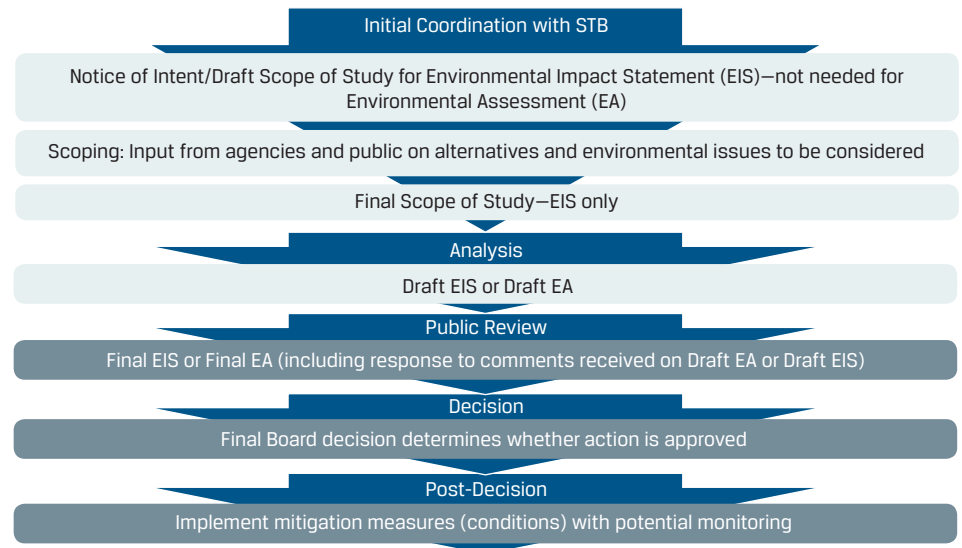 Initial Coordination with STB
Notice of Intent/Draft Scope of Study for Environmental Impact Statement (EIS)—not needed for
Environmental Assessment (EA)
Scoping: Input from agencies and public on alternatives and environmental issues to be considered
Final Scope of Study—EIS only
Analysis
Draft EIS or Draft EA
Public Review
Final EIS or Final EA (including response to comments received on Draft EA or Draft EIS)
Decision
Final Board decision determines whether action is approved
Post-Decision
Implement mitigation measures (conditions) with potential monitoring